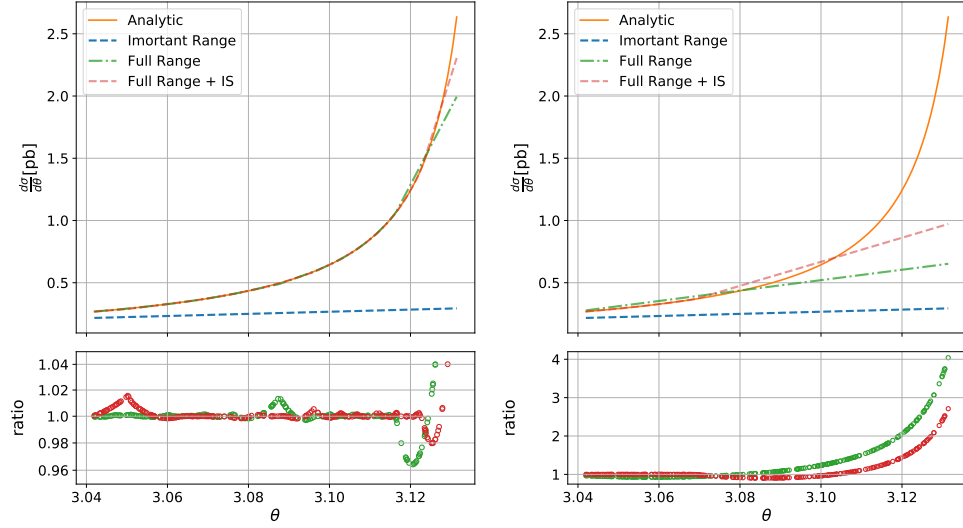 Analytic
Imortant Range
Full Range
Full Range + IS
2.5
2.0
1.5
1.0
0.5
dσ/dθ [pb]
1.04
1.02
1.00
0.98
0.96
ratio
3.04 3.06 3.08 3.10 3.12
θ
Analytic
Imortant Range
Full Range
Full Range + IS
2.5
2.0
1.5
1.0
0.5
dσ/dθ [pb]
4
3
2
1
ratio
3.04 3.06 3.08 3.10 3.12
θ